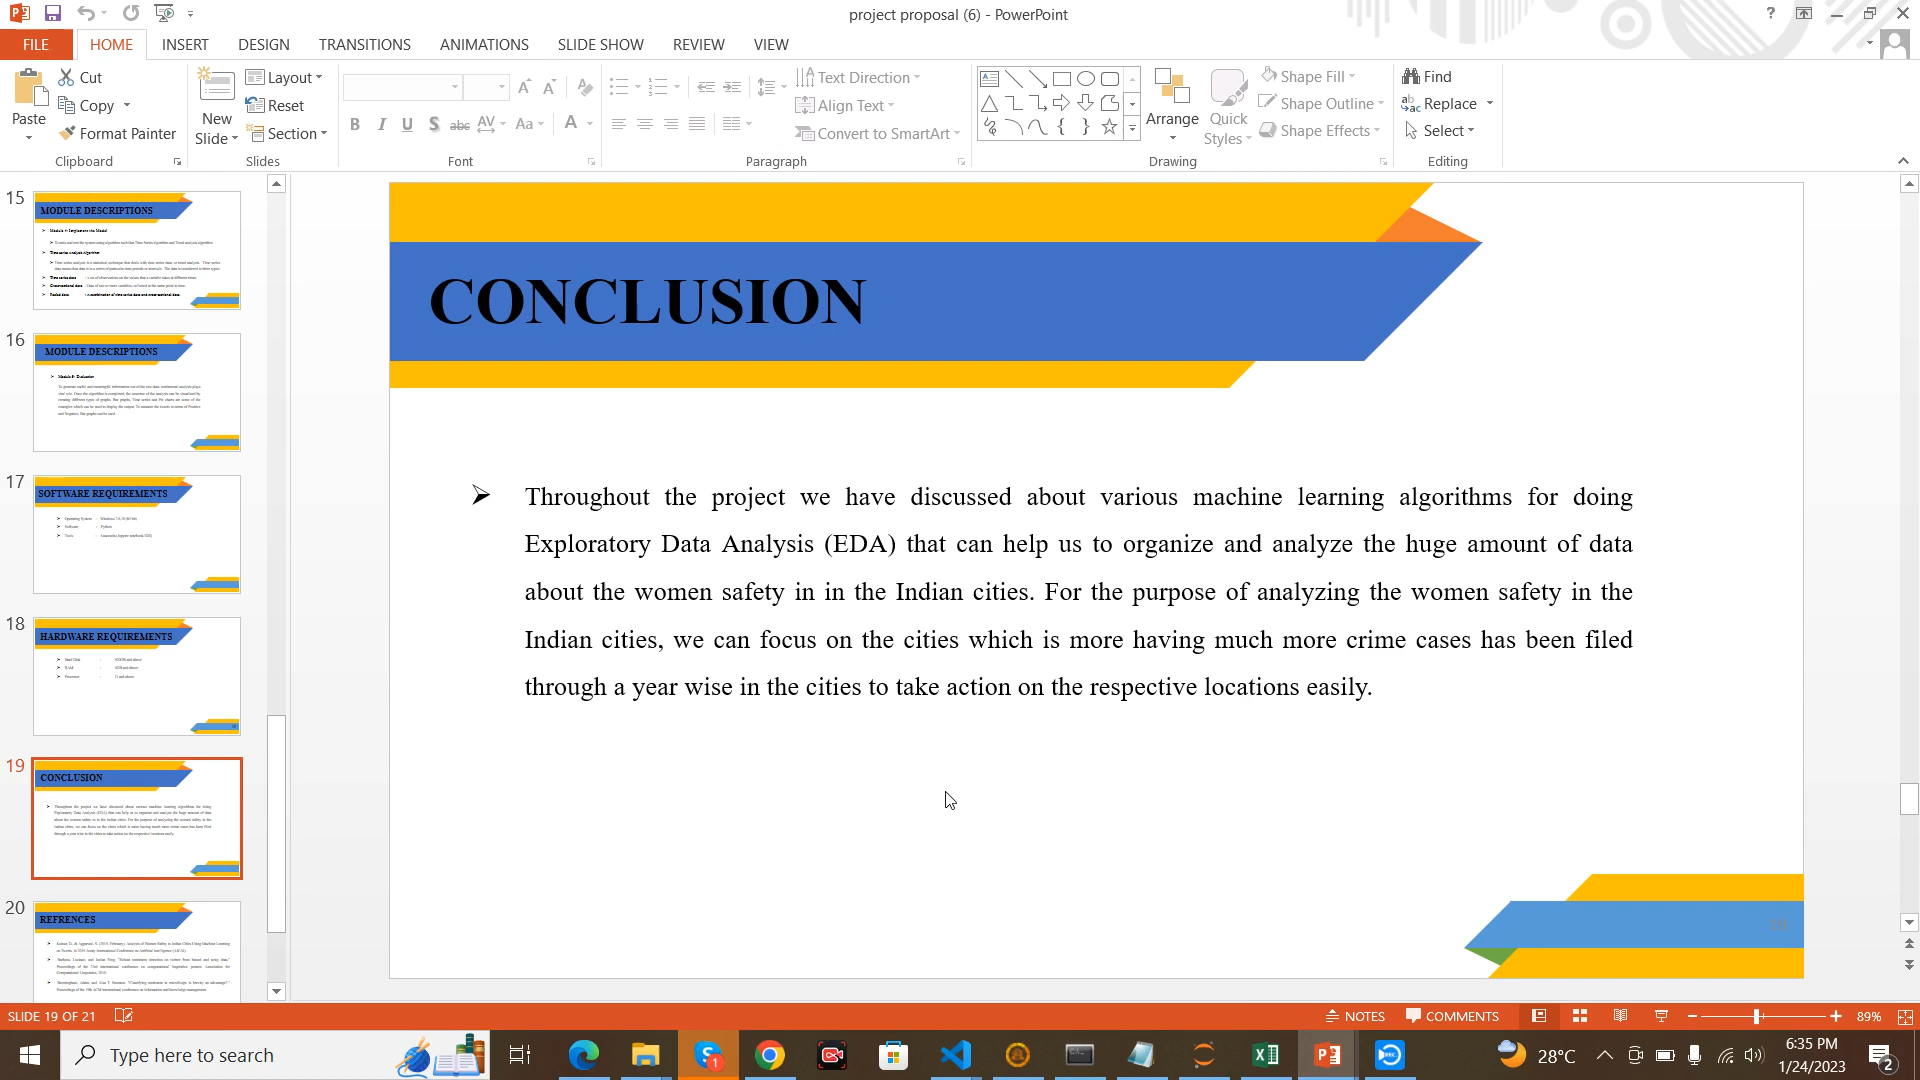 project proposal (6) - PowerPoint
FILE HOME INSERT DESIGN TRANSITIONS ANIMATIONS SLIDE SHOW REVIEW VIEW
Paste Cut Copy Format Painter
Clipboard
New Slide Layout Reset Section
Slides
B I U S abc AV Aa A
Font
Text Direction Align Text Convert to SmartArt
Paragraph
Arrange Quick Styles Shape Fill Shape Outline Shape Effects
Drawing
Find Replace Select
Editing
15
MODULE DESCRIPTIONS
16
MODULE DESCRIPTIONS
17
SOFTWARE REQUIREMENTS
18
HARDWARE REQUIREMENTS
19
CONCLUSION
20
REFRENCES
CONCLUSION
➢ Throughout the project we have discussed about various machine learning algorithms for doing
Exploratory Data Analysis (EDA) that can help us to organize and analyze the huge amount of data
about the women safety in in the Indian cities. For the purpose of analyzing the women safety in the
Indian cities, we can focus on the cities which is more having much more crime cases has been filed
through a year wise in the cities to take action on the respective locations easily.
19
SLIDE 19 OF 21 NOTES COMMENTS 89%
Type here to search
28°C
6:35 PM
1/24/2023
2